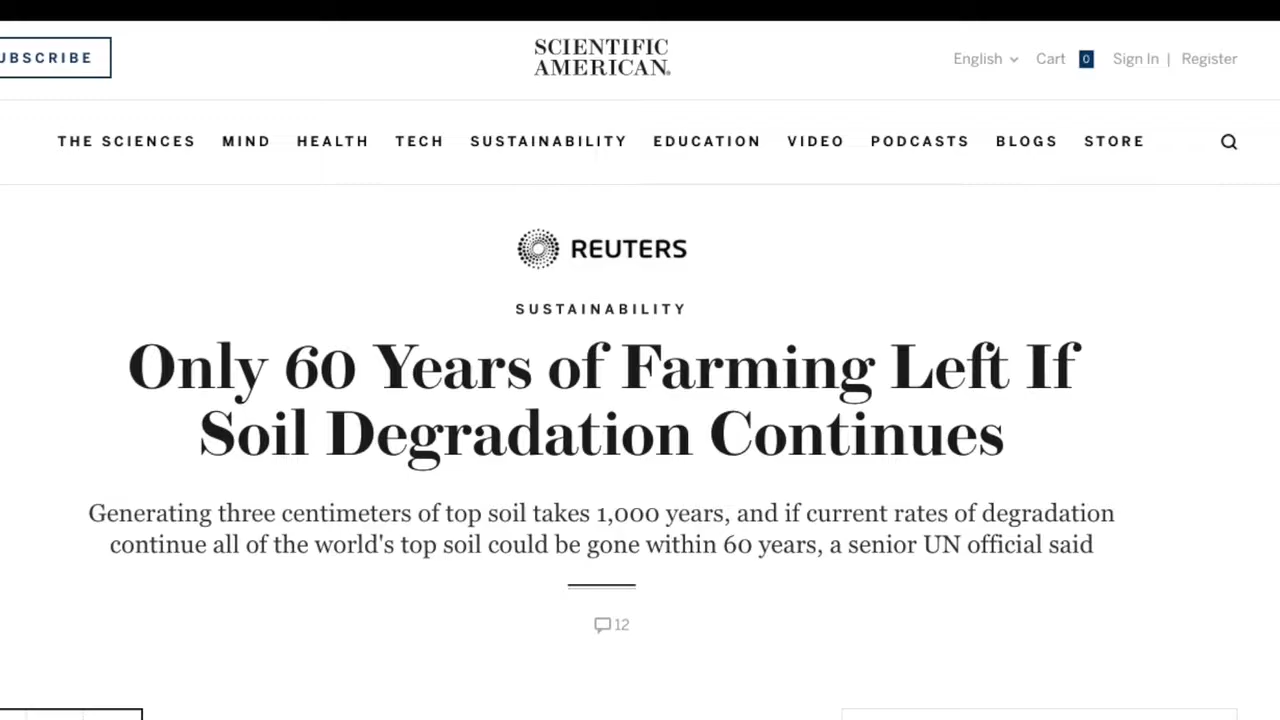 UBSCRIBE
SCIENTIFIC
AMERICAN®
English
Cart 0
Sign In | Register
THE SCIENCES MIND HEALTH TECH SUSTAINABILITY EDUCATION VIDEO PODCASTS BLOGS STORE
REUTERS
SUSTAINABILITY
Only 60 Years of Farming Left If
Soil Degradation Continues
Generating three centimeters of top soil takes 1,000 years, and if current rates of degradation
continue all of the world's top soil could be gone within 60 years, a senior UN official said
12